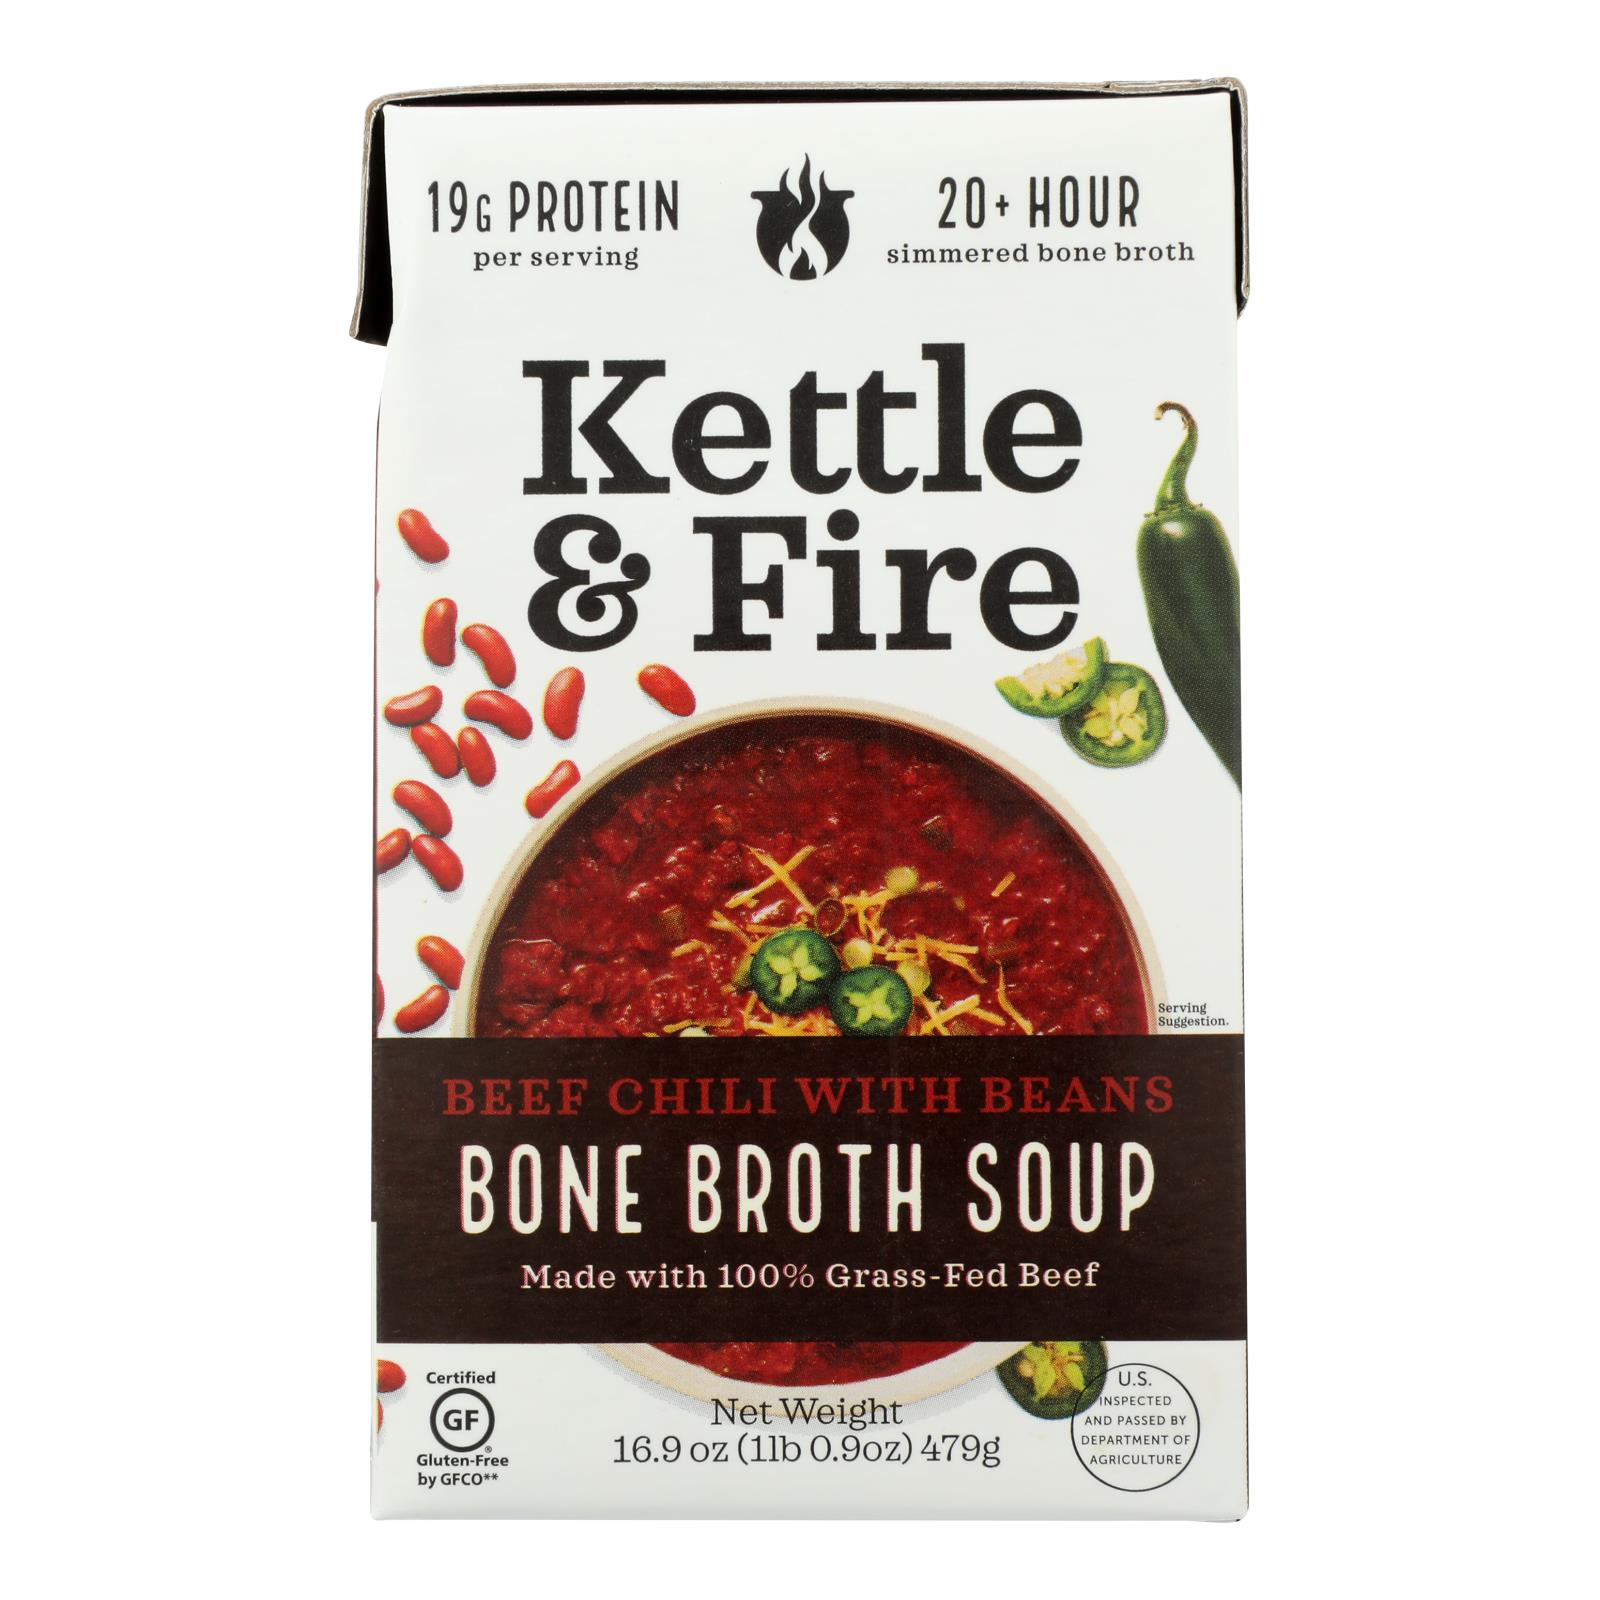 19G PROTEIN
per serving
20+ HOUR
simmered bone broth
Kettle
& Fire
Serving
Suggestion.
BEEF CHILI WITH BEANS
BONE BROTH SOUP
Made with 100% Grass-Fed Beef
Certified
GF
®
Gluten-Free
by GFCO**
Net Weight
16.9 oz (1lb 0.9oz) 479g
U.S.
INSPECTED
AND PASSED BY
DEPARTMENT OF
AGRICULTURE